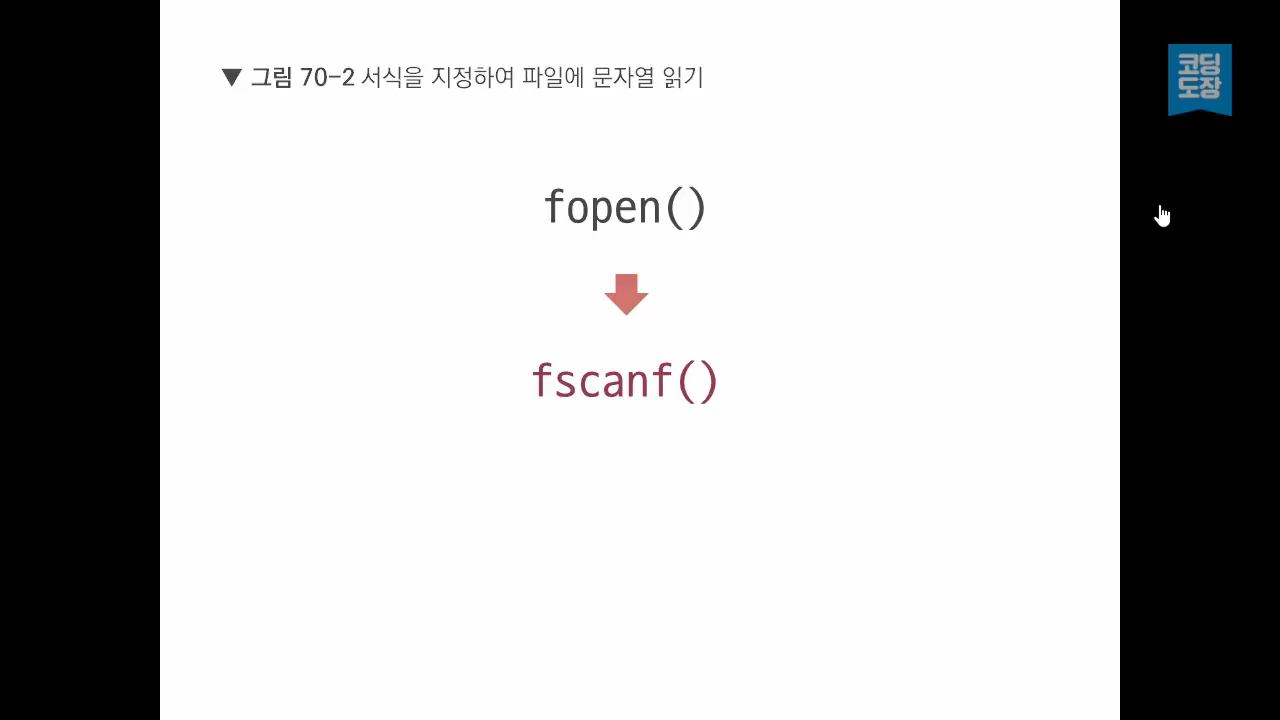 ▼ 그림 70-2 서식을 지정하여 파일에 문자열 읽기
코딩
도장
fopen()
fscanf()